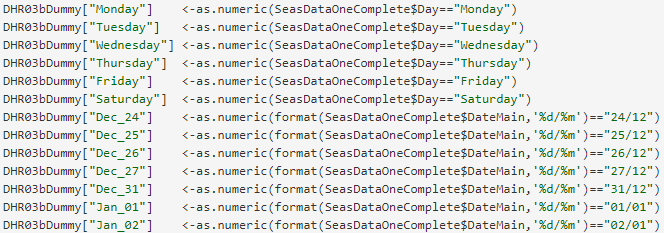 DHR03bDummy["Monday"]    <-as.numeric(SeasDataOneComplete$Day=="Monday")
DHR03bDummy["Tuesday"]   <-as.numeric(SeasDataOneComplete$Day=="Tuesday")
DHR03bDummy["Wednesday"] <-as.numeric(SeasDataOneComplete$Day=="Wednesday")
DHR03bDummy["Thursday"]  <-as.numeric(SeasDataOneComplete$Day=="Thursday")
DHR03bDummy["Friday"]    <-as.numeric(SeasDataOneComplete$Day=="Friday")
DHR03bDummy["Saturday"]  <-as.numeric(SeasDataOneComplete$Day=="Saturday")
DHR03bDummy["Dec_24"]    <-as.numeric(format(SeasDataOneComplete$DateMain,'%d/%m')=="24/12")
DHR03bDummy["Dec_25"]    <-as.numeric(format(SeasDataOneComplete$DateMain,'%d/%m')=="25/12")
DHR03bDummy["Dec_26"]    <-as.numeric(format(SeasDataOneComplete$DateMain,'%d/%m')=="26/12")
DHR03bDummy["Dec_27"]    <-as.numeric(format(SeasDataOneComplete$DateMain,'%d/%m')=="27/12")
DHR03bDummy["Dec_31"]    <-as.numeric(format(SeasDataOneComplete$DateMain,'%d/%m')=="31/12")
DHR03bDummy["Jan_01"]    <-as.numeric(format(SeasDataOneComplete$DateMain,'%d/%m')=="01/01")
DHR03bDummy["Jan_02"]    <-as.numeric(format(SeasDataOneComplete$DateMain,'%d/%m')=="02/01")